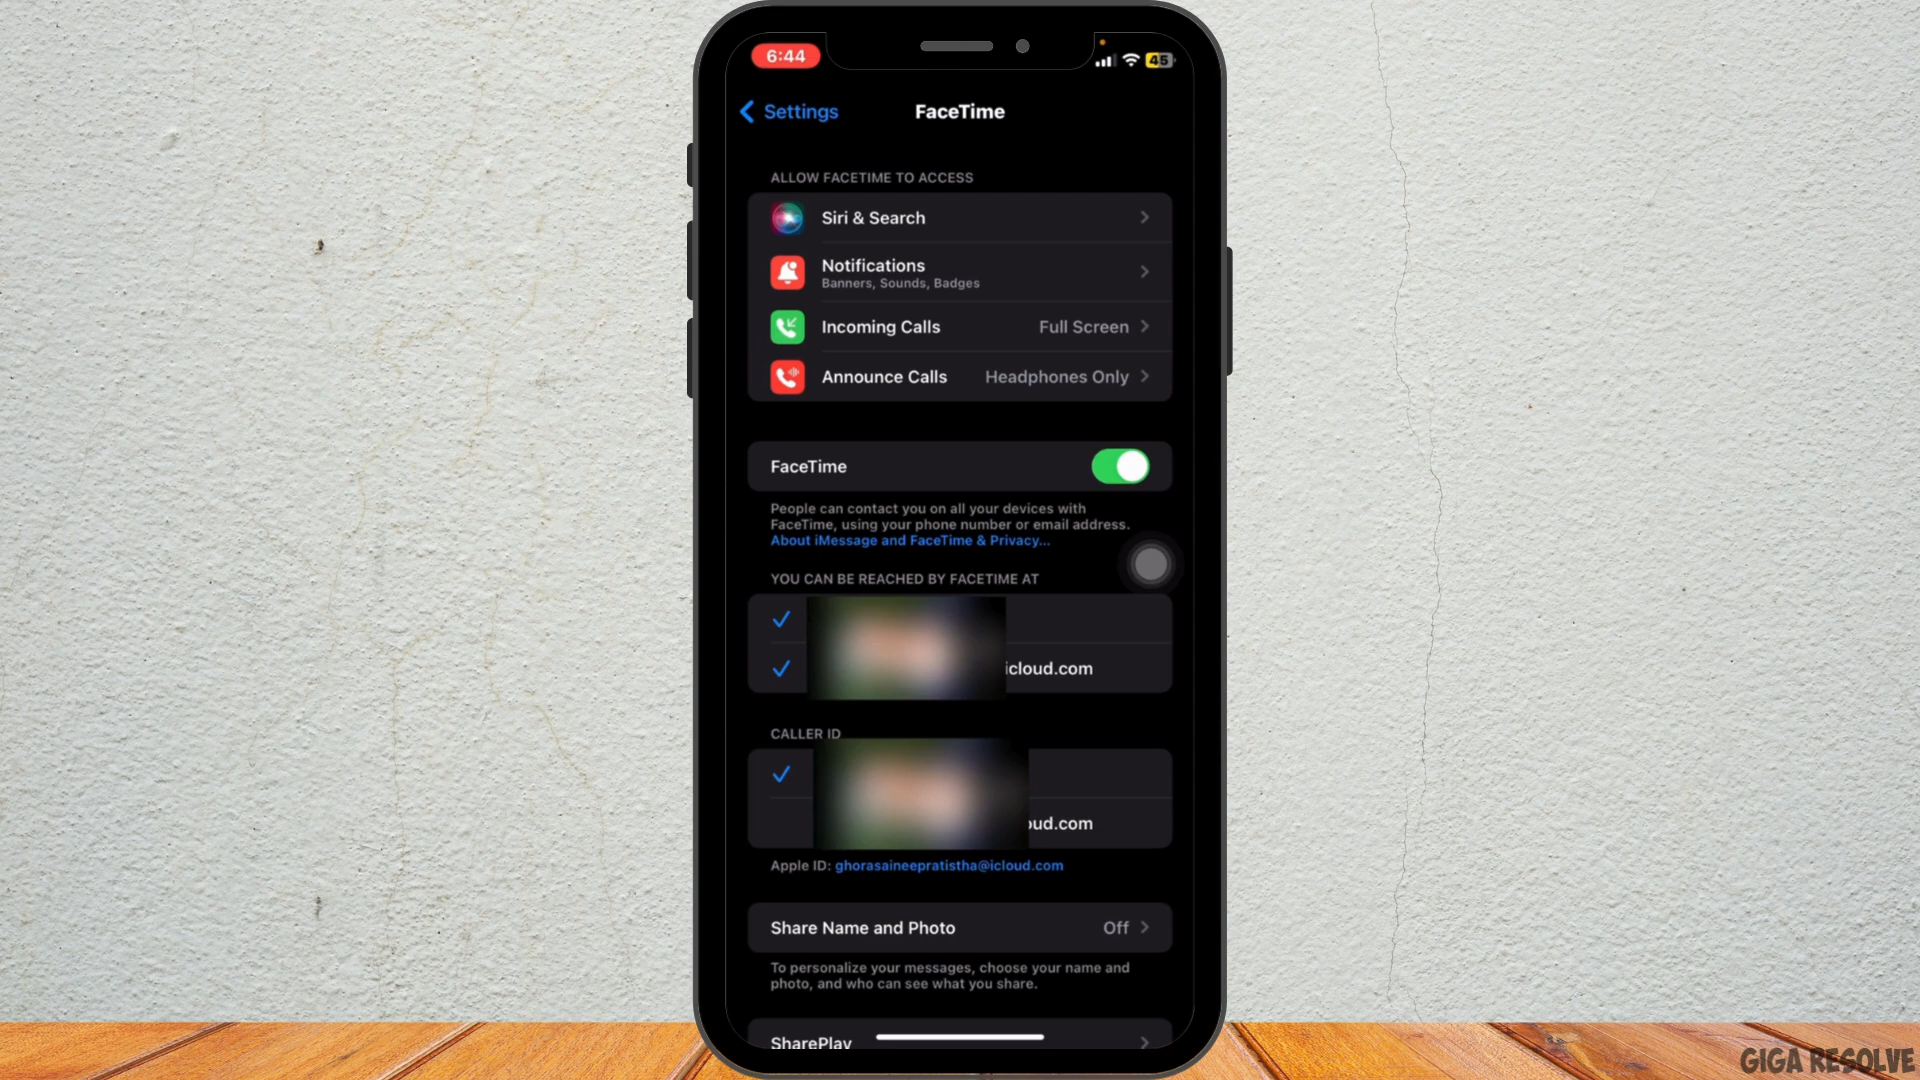 6:44
45
Settings
FaceTime
ALLOW FACETIME TO ACCESS
Siri & Search
Notifications
Banners, Sounds, Badges
Incoming Calls Full Screen
Announce Calls Headphones Only
FaceTime
People can contact you on all your devices with
FaceTime, using your phone number or email address.
About iMessage and FaceTime & Privacy...
YOU CAN BE REACHED BY FACETIME AT
icloud.com
CALLER ID
oud.com
Apple ID: ghorasaineepratistha@icloud.com
Share Name and Photo Off
To personalize your messages, choose your name and
photo, and who can see what you share.
SharePlay
GIGA RESOLVE